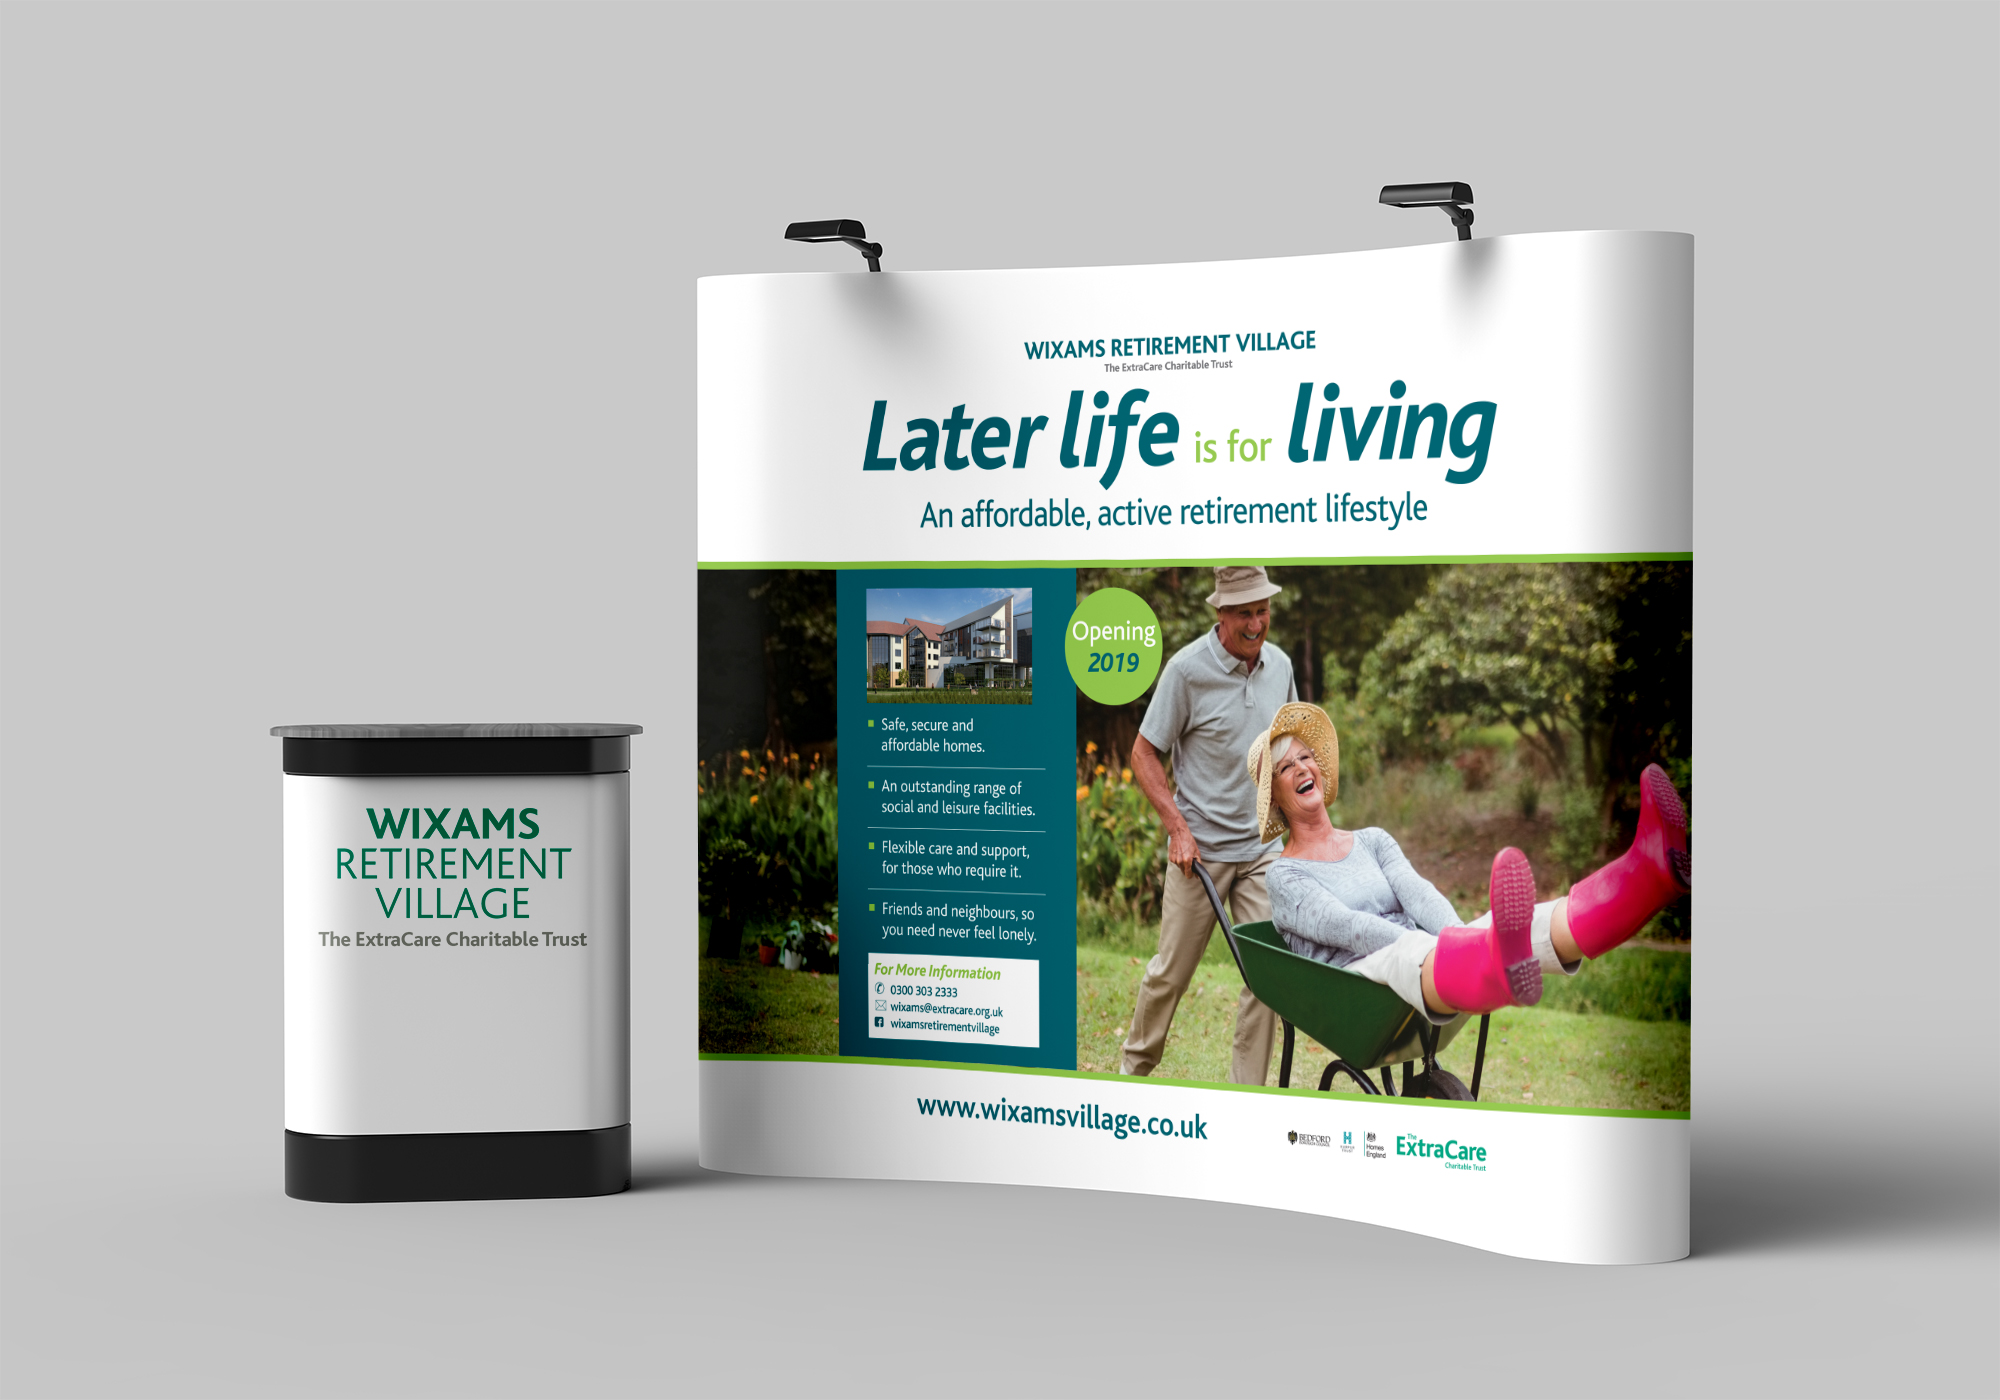 WIXAMS
RETIREMENT
VILLAGE
The ExtraCare Charitable Trust
WIXAMS RETIREMENT VILLAGE
The ExtraCare Charitable Trust
Later life is for living
An affordable, active retirement lifestyle
Opening
2019
Safe, secure and
affordable homes.
An outstanding range of
social and leisure facilities.
Flexible care and support,
for those who require it.
Friends and neighbours, so
you need never feel lonely.
For More Information
0300 303 2333
wixams@extracare.org.uk
wixamsretirementvillage
www.wixamsvillage.co.uk
BEDFORD
H
Homes
England
The
ExtraCare
Charitable Trust